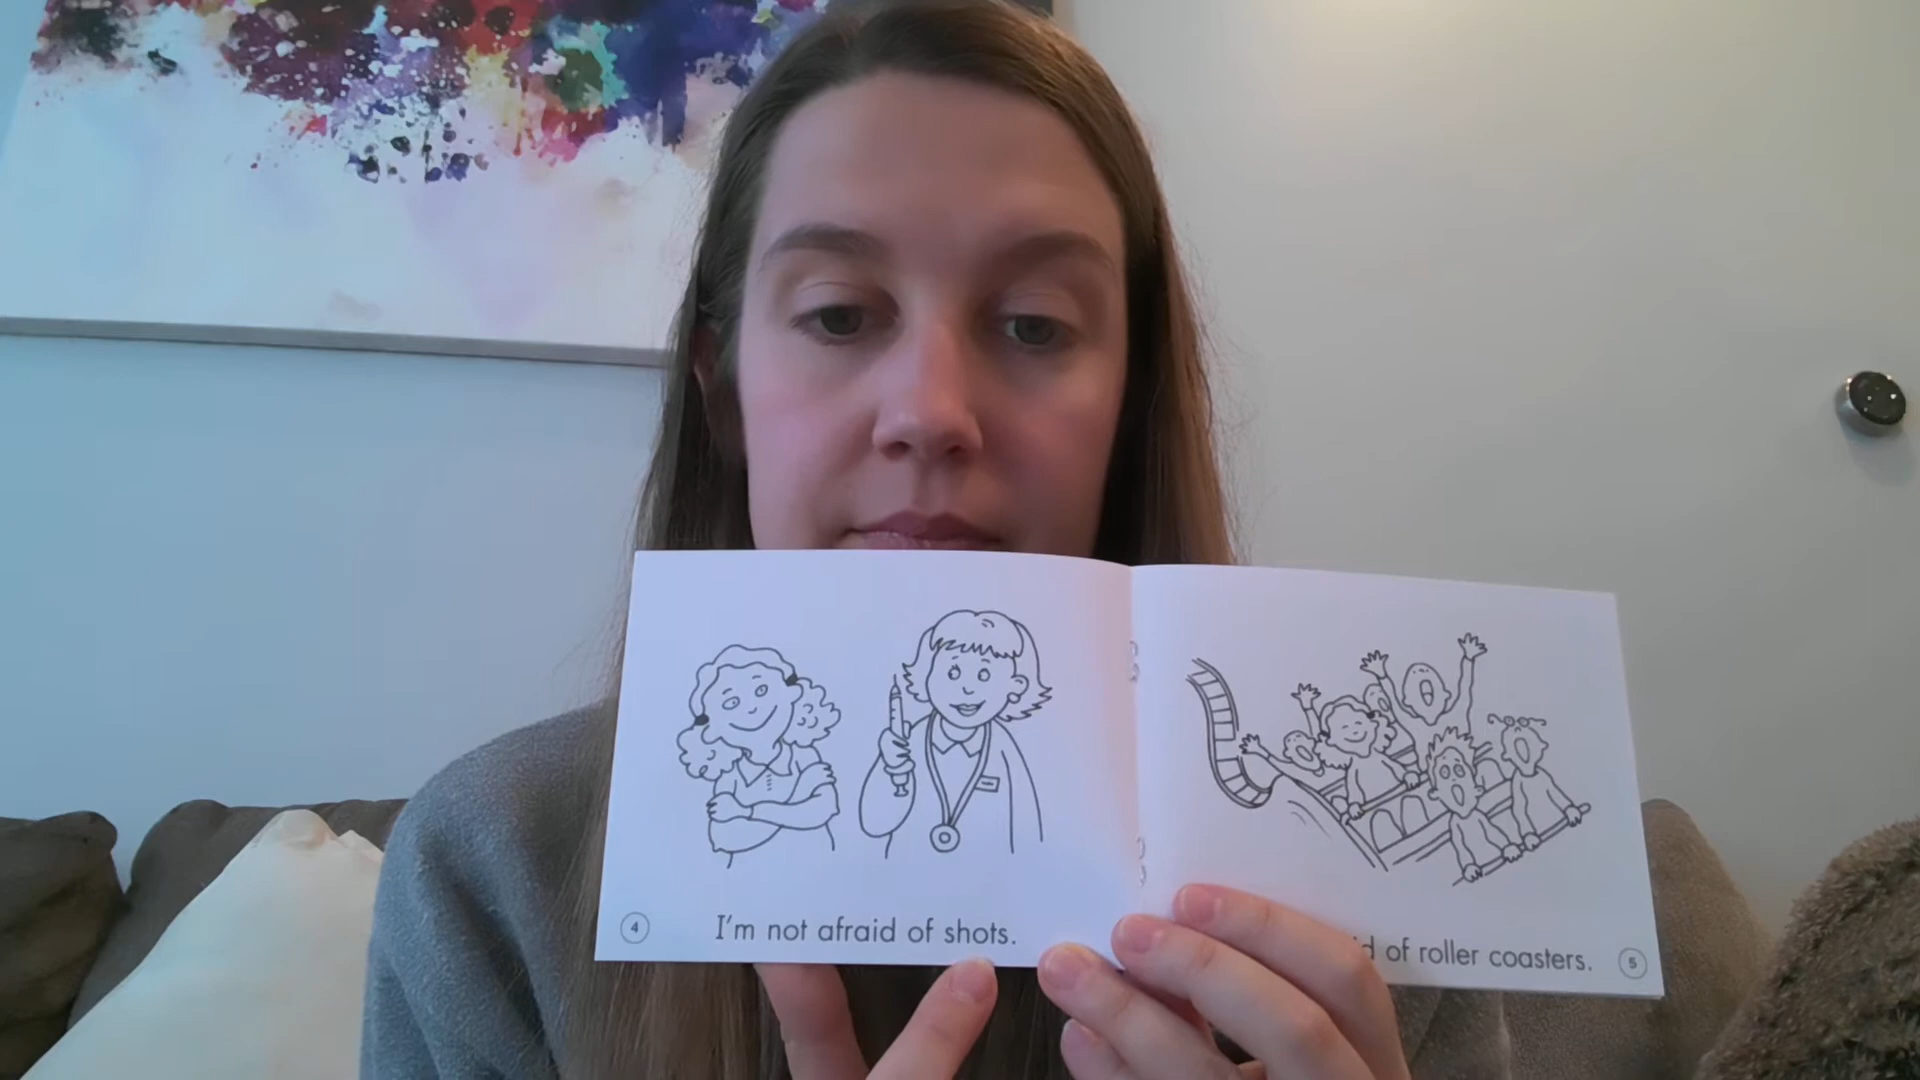 4
I'm not afraid of shots.
of roller coasters.
5